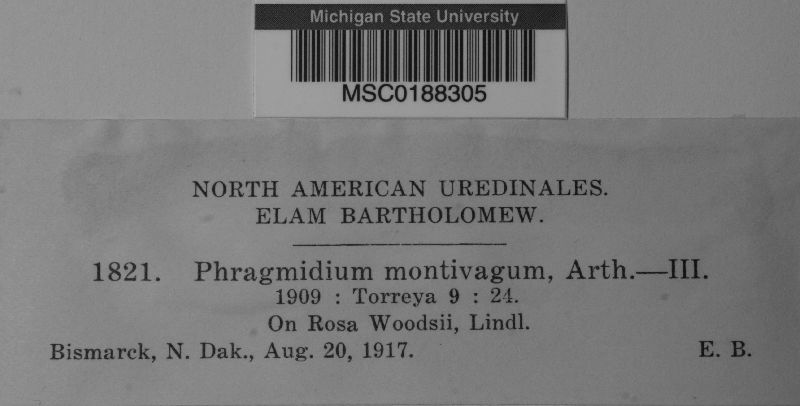 Michigan State University
MSC0188305
NORTH AMERICAN UREDINALES.
ELAM BARTHOLOMEW.
1821. Phragmidium montivagum, Arth.—III.
1909 : Torreya 9 : 24.
On Rosa Woodsii, Lindl.
Bismarck, N. Dak., Aug. 20, 1917. E. B.